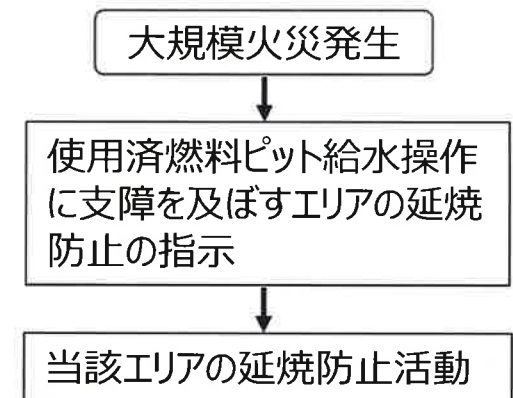 大規模火災発生
使用済燃料ピット給水操作
に支障を及ぼすエリアの延焼
防止の指示
当該エリアの延焼防止活動